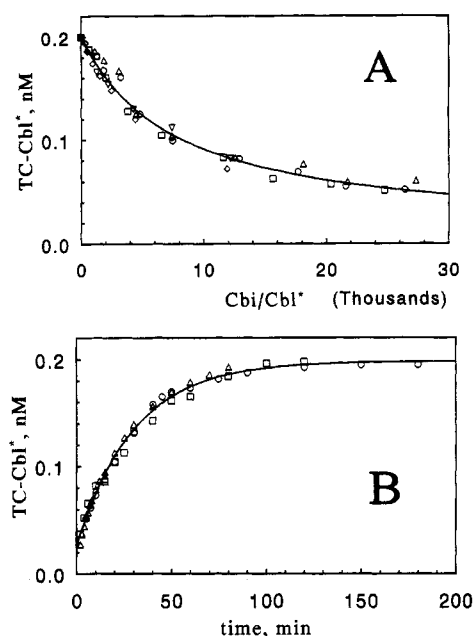 A
TC-Cbl*, nM
0.2
0.1
0.0
0 10 20 30
Cbi/Cbl* (Thousands)
B
TC-Cbl*, nM
0.2
0.1
0.0
0 50 100 150 200
time, min